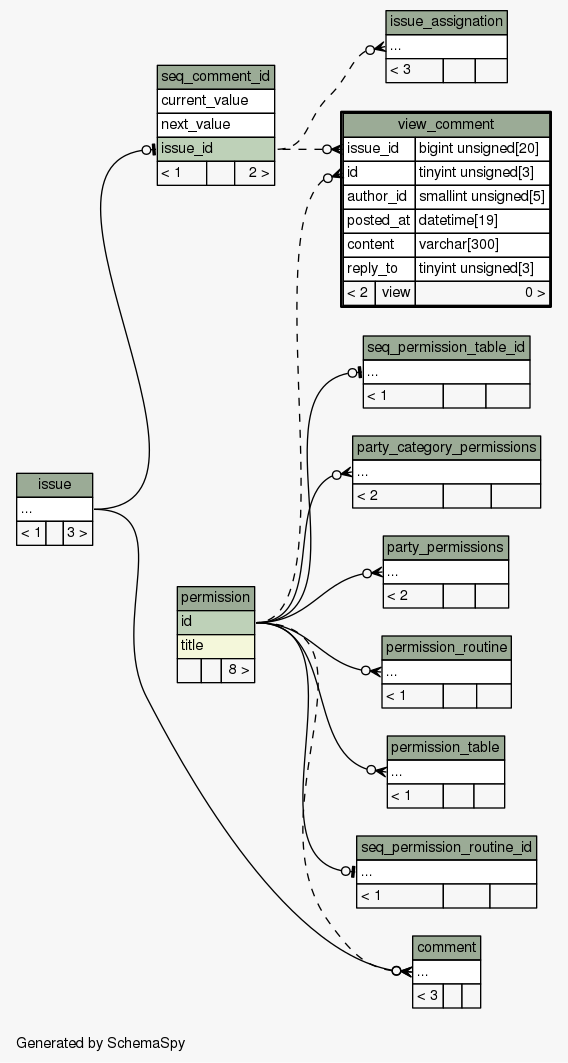 issue_assignation
...
< 3
seq_comment_id
current_value
next_value
issue_id
< 1 2 >
view_comment
issue_id bigint unsigned[20]
id tinyint unsigned[3]
author_id smallint unsigned[5]
posted_at datetime[19]
content varchar[300]
reply_to tinyint unsigned[3]
< 2 view 0 >
seq_permission_table_id
...
< 1
party_category_permissions
...
< 2
issue
...
< 1 3 >
party_permissions
...
< 2
permission
id
title
8 >
permission_routine
...
< 1
permission_table
...
< 1
seq_permission_routine_id
...
< 1
comment
...
< 3
Generated by SchemaSpy